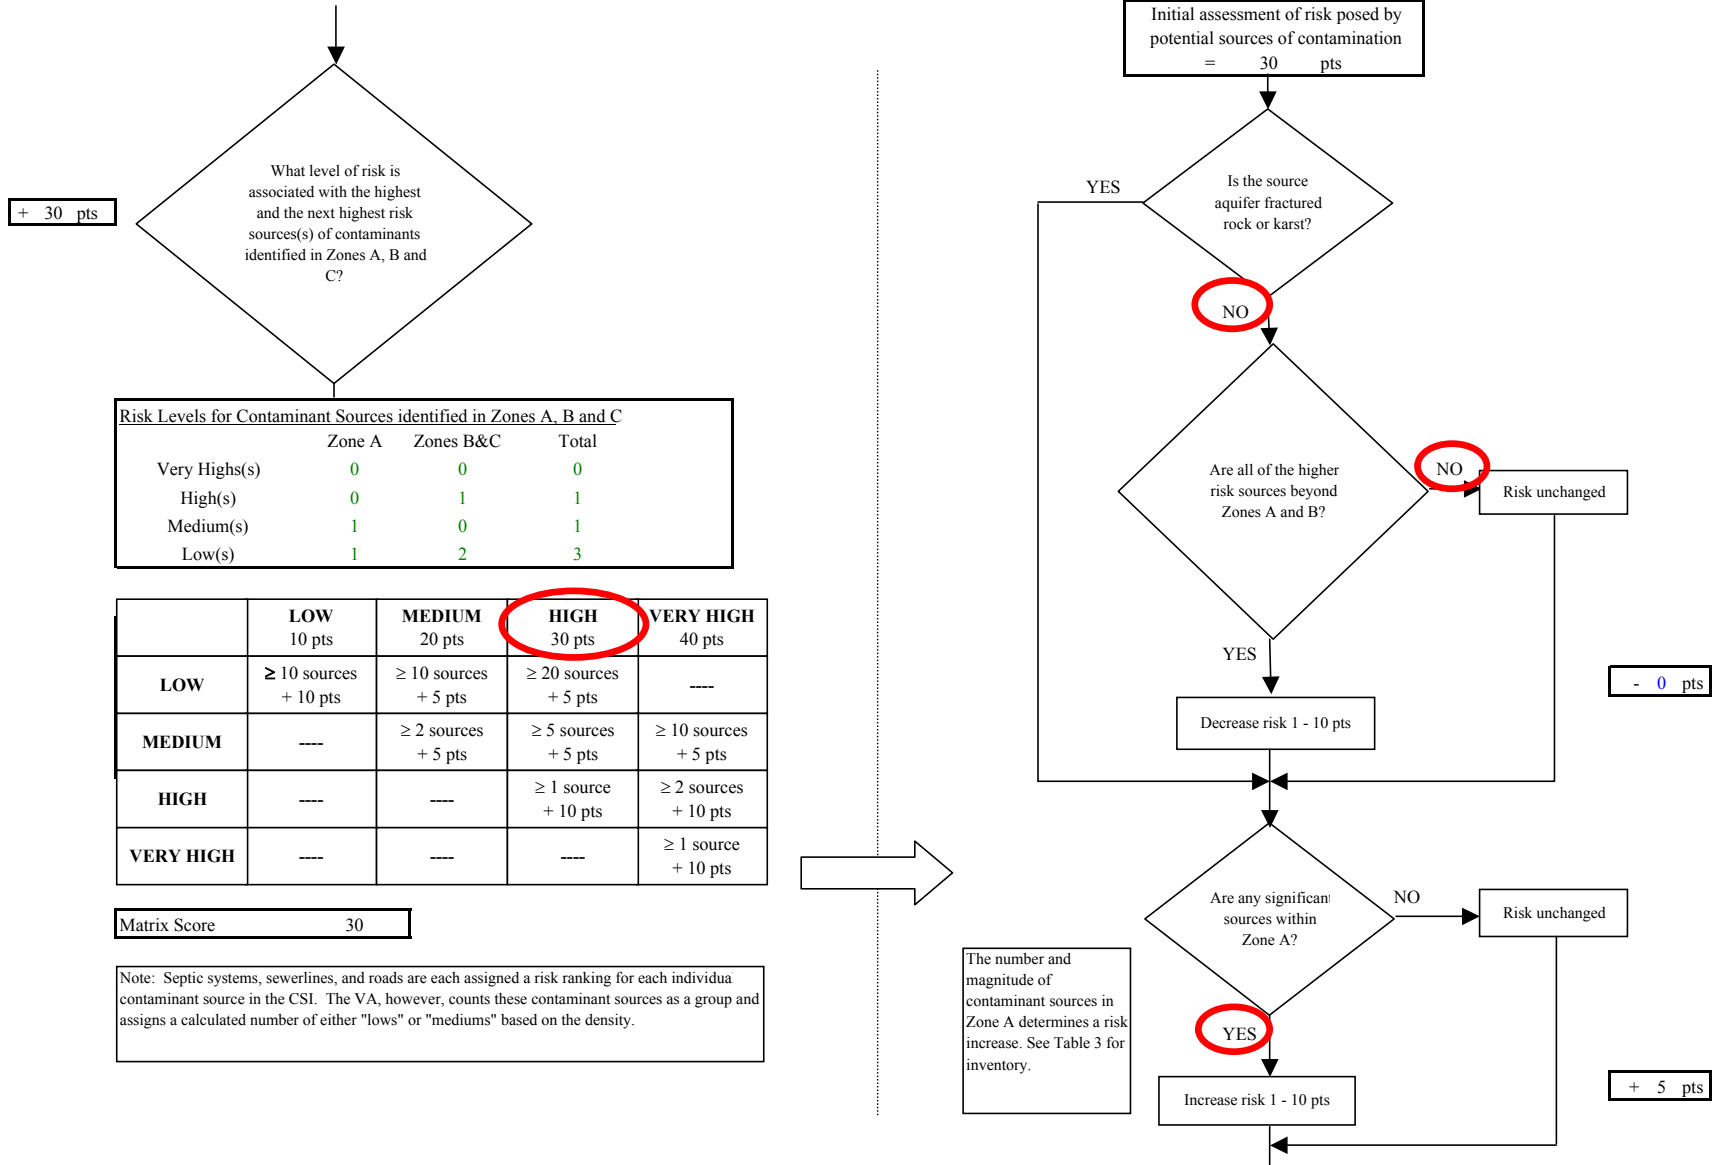 What level of risk is
associated with the highest
and the next highest risk
sources(s) of contaminants
identified in Zones A, B and
C?
+ 30 pts
Risk Levels for Contaminant Sources identified in Zones A, B and C
Zone A Zones B&C Total
Very Highs(s) 0 0 0
High(s) 0 1 1
Medium(s) 1 0 1
Low(s) 1 2 3
LOW MEDIUM HIGH VERY HIGH
10 pts 20 pts 30 pts 40 pts
LOW ≥ 10 sources ≥ 10 sources ≥ 20 sources ----
+ 10 pts + 5 pts + 5 pts
MEDIUM ---- ≥ 2 sources ≥ 5 sources ≥ 10 sources
+ 5 pts + 5 pts + 5 pts
HIGH ---- ---- ≥ 1 source ≥ 2 sources
+ 10 pts + 10 pts
VERY HIGH ---- ---- ---- ≥ 1 source
+ 10 pts
Matrix Score 30
Note: Septic systems, sewerlines, and roads are each assigned a risk ranking for each individua
contaminant source in the CSI. The VA, however, counts these contaminant sources as a group and
assigns a calculated number of either "lows" or "mediums" based on the density.
Initial assessment of risk posed by
potential sources of contamination
= 30 pts
Is the source
aquifer fractured
rock or karst?
YES
NO
Are all of the higher
risk sources beyond
Zones A and B?
NO
Risk unchanged
YES
- 0 pts
Decrease risk 1 - 10 pts
Are any significant
sources within
Zone A?
NO
Risk unchanged
The number and
magnitude of
contaminant sources in
Zone A determines a risk
increase. See Table 3 for
inventory.
YES
+ 5 pts
Increase risk 1 - 10 pts